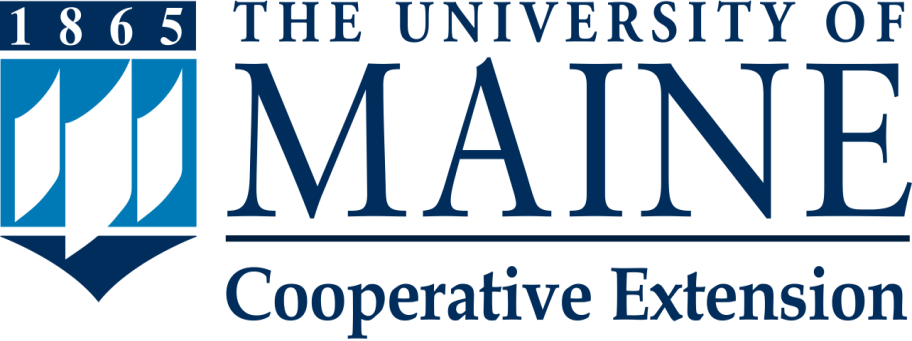 1865
THE UNIVERSITY OF
MAINE
Cooperative Extension